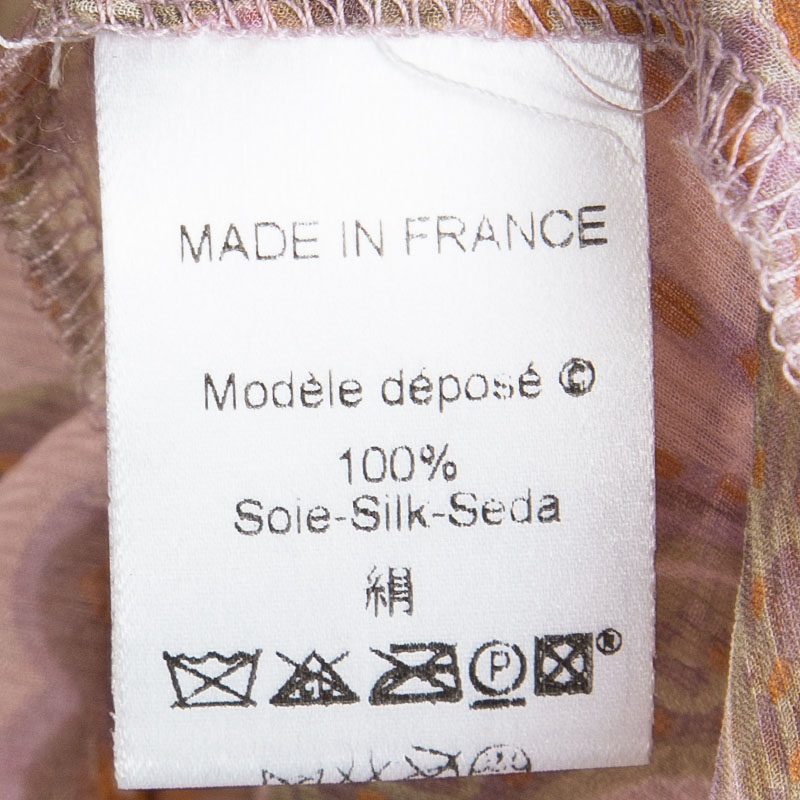 MADE IN FRANCE
Modèle déposé ©
100%
Soie-Silk-Seda
絹
P ®